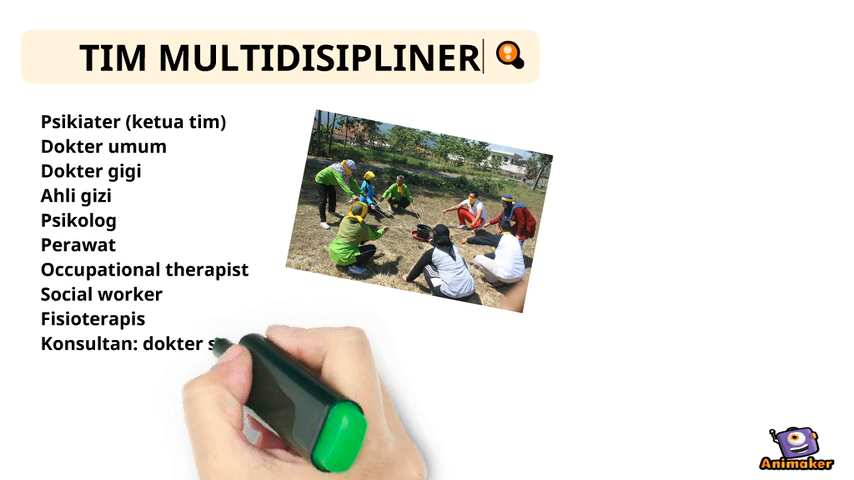 TIM MULTIDISIPLINER
Psikiater (ketua tim)
Dokter umum
Dokter gigi
Ahli gizi
Psikolog
Perawat
Occupational therapist
Social worker
Fisioterapis
Konsultan: dokter s
Animaker